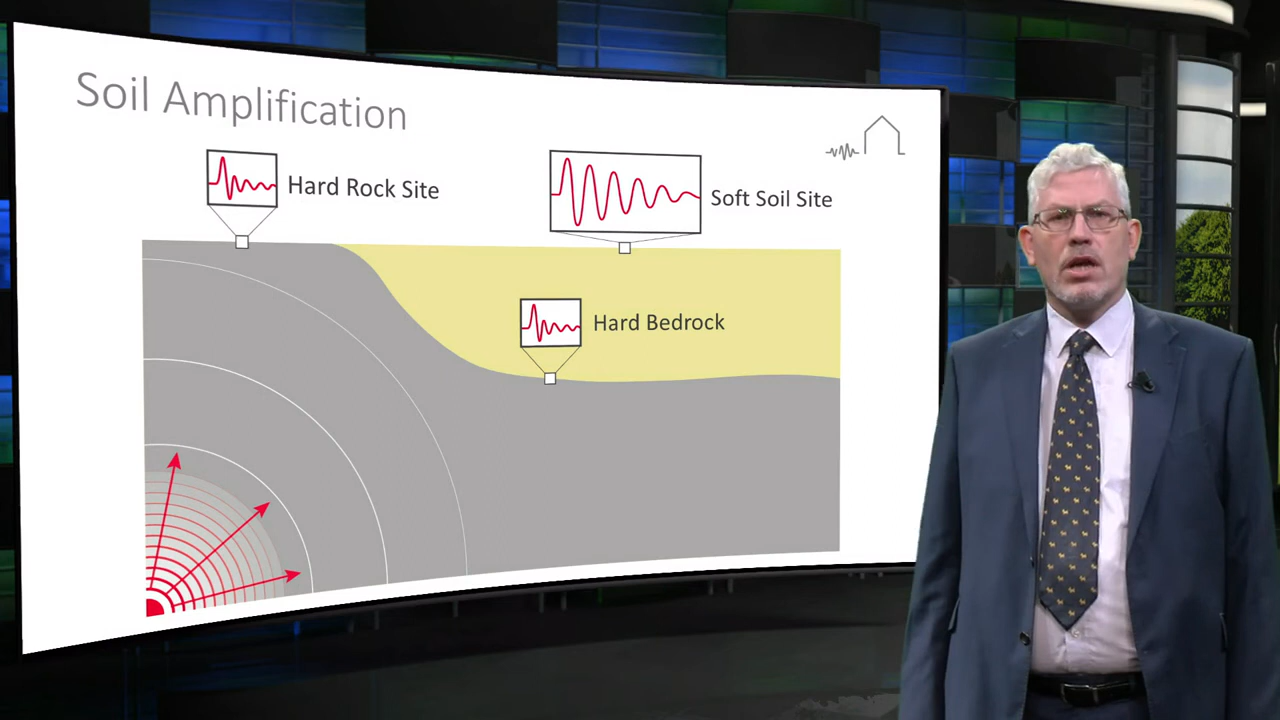 Soil Amplification
Hard Rock Site
Soft Soil Site
Hard Bedrock